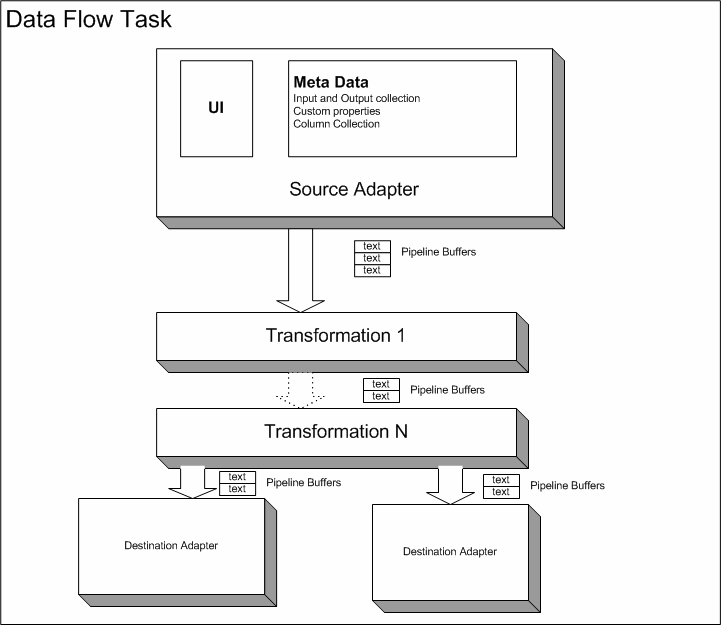 Data Flow Task
UI
Meta Data
Input and Output collection
Custom properties
Column Collection
Source Adapter
text
text
text
Pipeline Buffers
Transformation 1
text
text
Pipeline Buffers
Transformation N
text
text
Pipeline Buffers
text
text
Pipeline Buffers
Destination Adapter
Destination Adapter